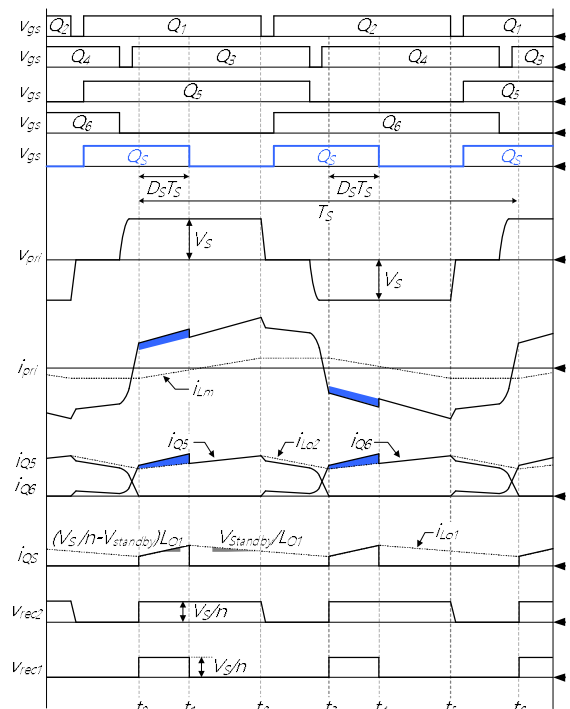 vgs Q2 Q1 Q2 Q1
vgs Q4 Q3 Q4 Q3
vgs Q5 Q5
vgs Q6 Q6
vgs QS QS QS
DSTS DSTS
TS
vpri VS VS
ipri iLm
iQ5 iQ6 iQ5 iLo2 iQ6
iQS (VS/n-Vstandby)LO1 VStandby/LO1 iLo1
vrec2 VS/n
vrec1 VS/n